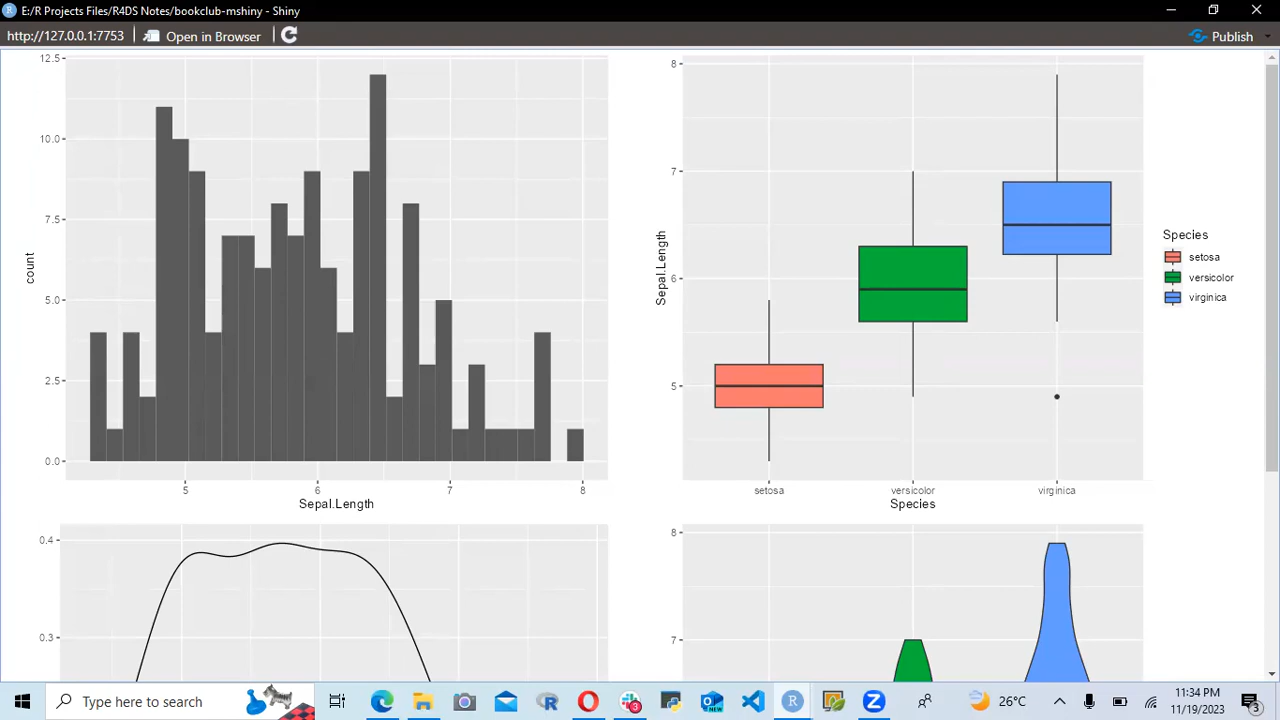 E:/R Projects Files/R4DS Notes/bookclub-mshiny - Shiny
http://127.0.0.1:7753 Open in Browser Publish
12.5
10.0
7.5
5.0
2.5
0.0
count
5 6 7 8
Sepal.Length
8
7
6
5
Sepal.Length
setosa versicolor virginica
Species
Species
setosa
versicolor
virginica
0.4
0.3
8
7
Type here to search
3
NEW
26°C
11:34 PM
11/19/2023
3